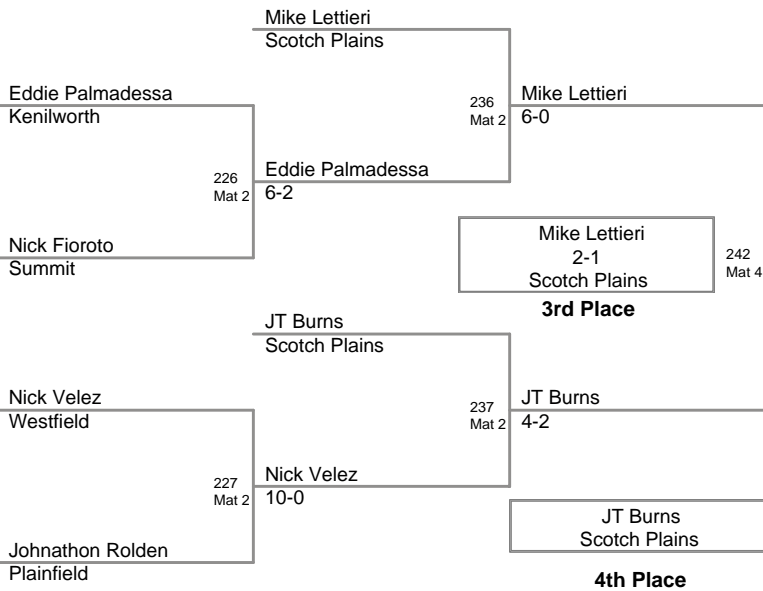 Mike Lettieri
Scotch Plains
Eddie Palmadessa
Kenilworth
236
Mat 2
Mike Lettieri
6-0
226
Mat 2
Eddie Palmadessa
6-2
Nick Fioroto
Summit
Mike Lettieri
2-1
Scotch Plains
242
Mat 4
3rd Place
JT Burns
Scotch Plains
Nick Velez
Westfield
237
Mat 2
JT Burns
4-2
227
Mat 2
Nick Velez
10-0
JT Burns
Scotch Plains
Johnathon Rolden
Plainfield
4th Place